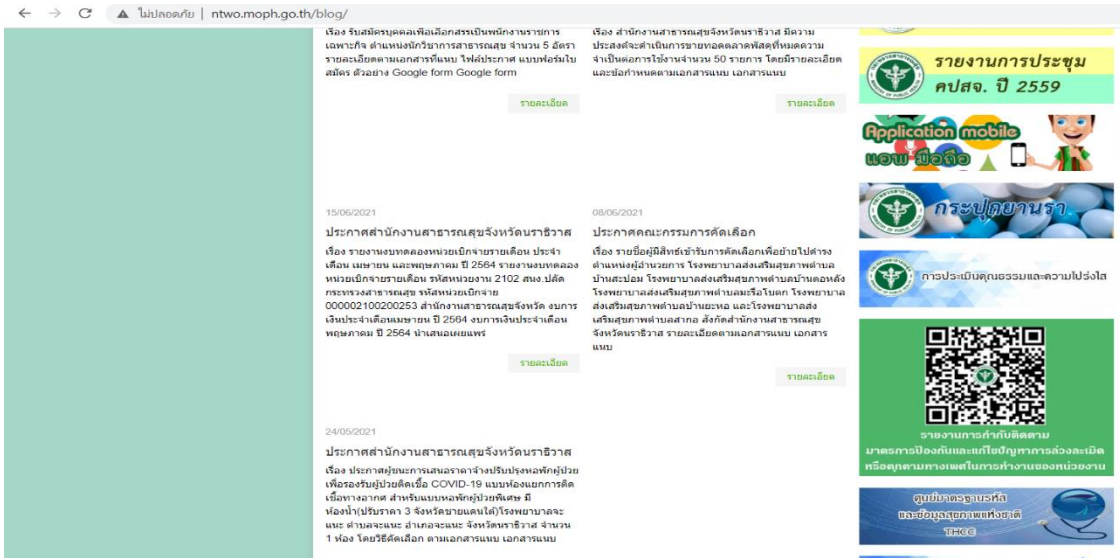 ไม่ปลอดภัย | ntwo.moph.go.th/blog/
เรื่อง รับสมัครบุคคลเพื่อเลือกสรรเป็นพนักงานราชการ
เฉพาะกิจ ตำแหน่งนักวิชาการสาธารณสุข จำนวน 5 อัตรา
รายละเอียดตามเอกสารที่แนบ ไฟล์ประกาศ แบบฟอร์มใบ
สมัคร ตัวอย่าง Google form Google form
รายละเอียด
เรื่อง สำนักงานสาธารณสุขจังหวัดนราธิวาส มีความ
ประสงค์จะดำเนินการขายทอดตลาดพัสดุที่หมดความ
จำเป็นต่อการใช้งานจำนวน 50 รายการ โดยมีรายละเอียด
และข้อกำหนดตามเอกสารแนบ เอกสารแนบ
รายละเอียด
15/06/2021
ประกาศสำนักงานสาธารณสุขจังหวัดนราธิวาส
เรื่อง รายงานงบทดลองหน่วยเบิกจ่ายรายเดือน ประจำ
เดือน เมษายน และพฤษภาคม ปี 2564 รายงานงบทดลอง
หน่วยเบิกจ่ายรายเดือน รหัสหน่วยงาน 2102 สนง.ปลัด
กระทรวงสาธารณสุข รหัสหน่วยเบิกจ่าย
000002100200253 สำนักงานสาธารณสุขจังหวัด งบการ
เงินประจำเดือนเมษายน ปี 2564 งบการเงินประจำเดือน
พฤษภาคม ปี 2564 นำเสนอเผยแพร่
รายละเอียด
08/06/2021
ประกาศคณะกรรมการคัดเลือก
เรื่อง รายชื่อผู้มีสิทธ์เข้ารับการคัดเลือกเพื่อย้ายไปดำรง
ตำแหน่งผู้อำนวยการ โรงพยาบาลส่งเสริมสุขภาพตำบล
บ้านสะปอม โรงพยาบาลส่งเสริมสุขภาพตำบลบ้านตอหลัง
โรงพยาบาลส่งเสริมสุขภาพตำบลมะรือโบตก โรงพยาบาล
ส่งเสริมสุขภาพตำบลบ้านยะหอ และโรงพยาบาลส่ง
เสริมสุขภาพตำบลสากอ สังกัดสำนักงานสาธารณสุข
จังหวัดนราธิวาส รายละเอียดตามเอกสารแนบ เอกสาร
แนบ
รายละเอียด
24/05/2021
ประกาศสำนักงานสาธารณสุขจังหวัดนราธิวาส
เรื่อง ประกาศผู้ชนะการเสนอราคาจ้างปรับปรุงหอพักผู้ป่วย
เพื่อรองรับผู้ป่วยติดเชื้อ COVID-19 แบบห้องแยกการติด
เชื้อทางอากาศ สำหรับแบบหอพักผู้ป่วยพิเศษ มี
ห้องน้ำ(ปรับราคา 3 จังหวัดชายแดนใต้)โรงพยาบาลจะ
แนะ ตำบลจะแนะ อำเภอจะแนะ จังหวัดนราธิวาส จำนวน
1 ห้อง โดยวิธีคัดเลือก ตามเอกสารแนบ เอกสารแนบ
รายงานการประชุม
คปสจ. ปี 2559
Application mobile
แอพ มือถือ
กระปุกยานรา
การประเมินคุณธรรมและความโปร่งใส
รายงานการกำกับติดตาม
มาตรการป้องกันและแก้ไขปัญหาการล่วงละเมิด
หรือคุกคามทางเพศในการทำงานของหน่วยงาน
ศูนย์มาตรฐานรหัส
และข้อมูลสุขภาพแห่งชาติ
THCC